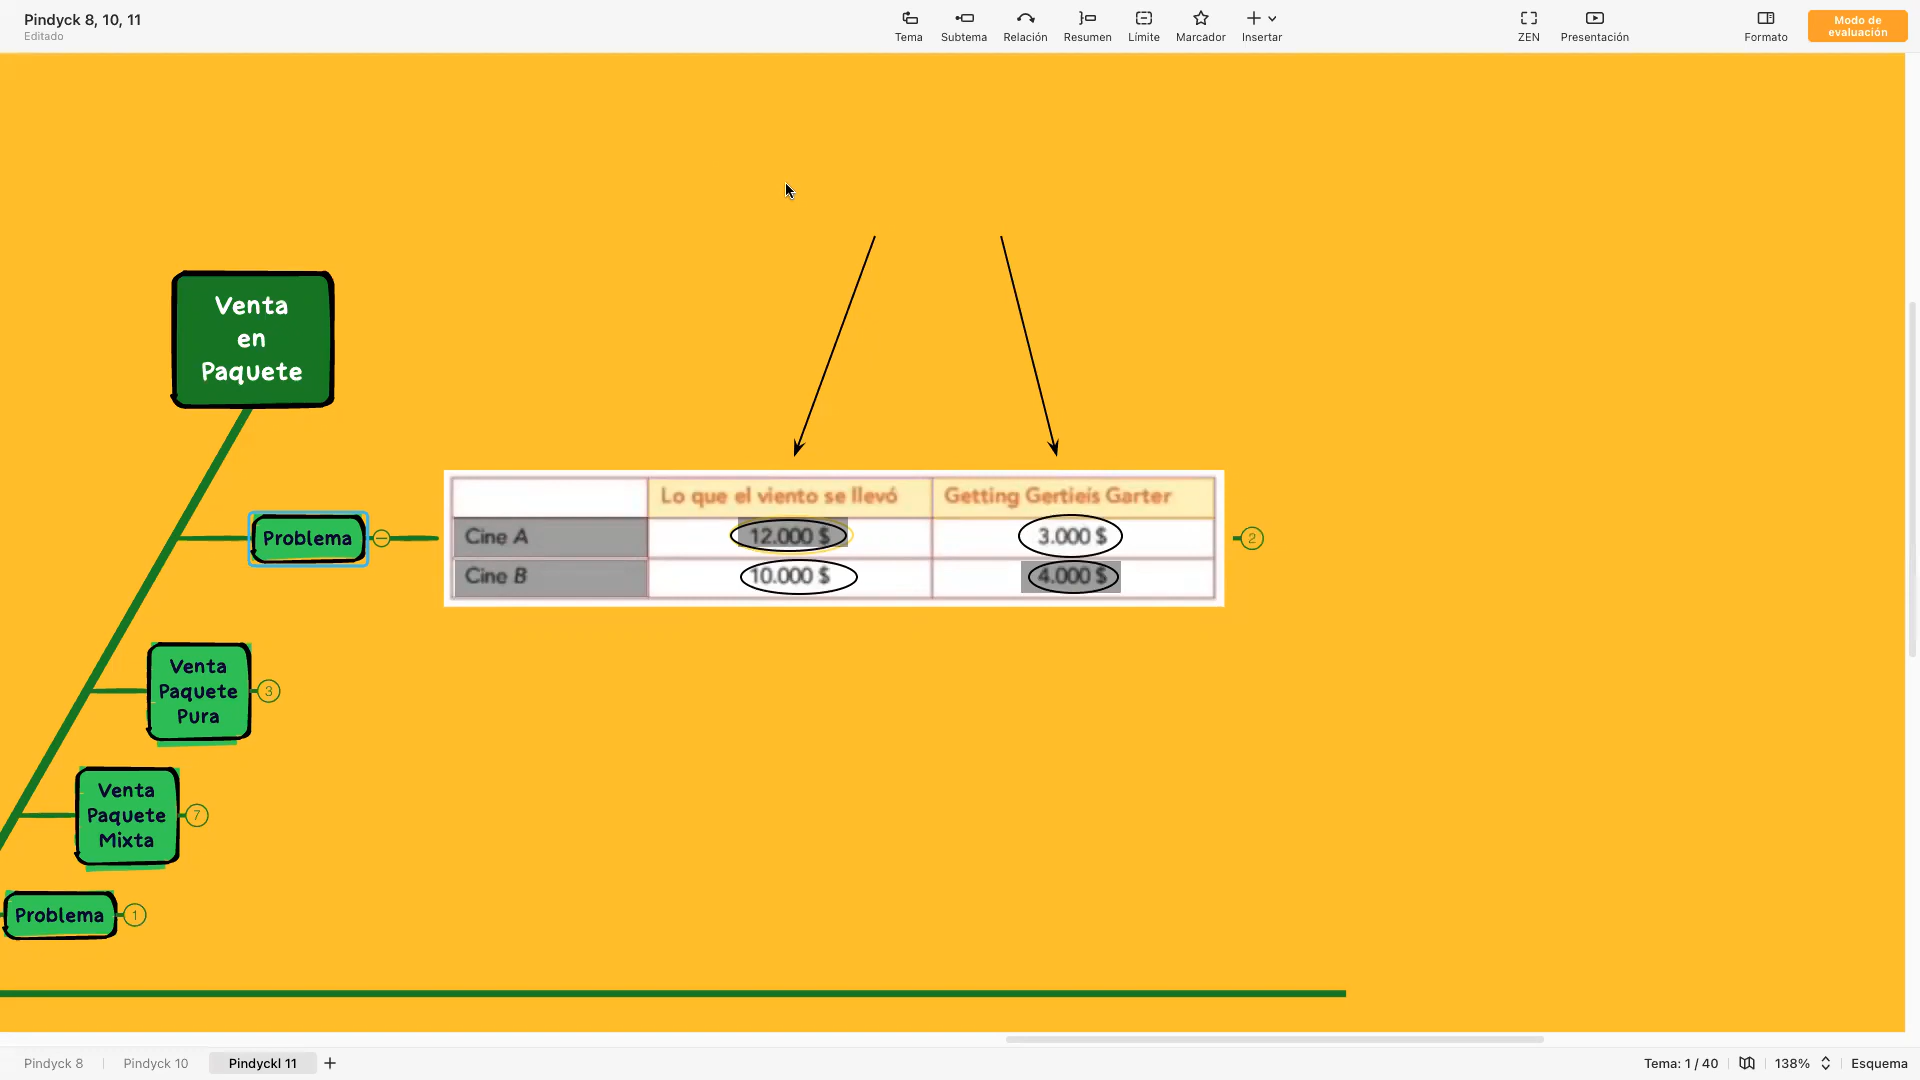 Pindyck 8, 10, 11
Editado
Tema
Subtema
Relación
Resumen
Límite
Marcador
Insertar
ZEN
Presentación
Formato
Modo de
evaluación
Venta
en
Paquete
Problema
Lo que el viento se llevó
Getting Gertieís Garter
Cine A
12.000 $
3.000 $
Cine B
10.000 $
4.000 $
2
Venta
Paquete
Pura
3
Venta
Paquete
Mixta
7
Problema
1
Pindyck 8
Pindyck 10
Pindyckl 11
Tema: 1 / 40
138%
Esquema